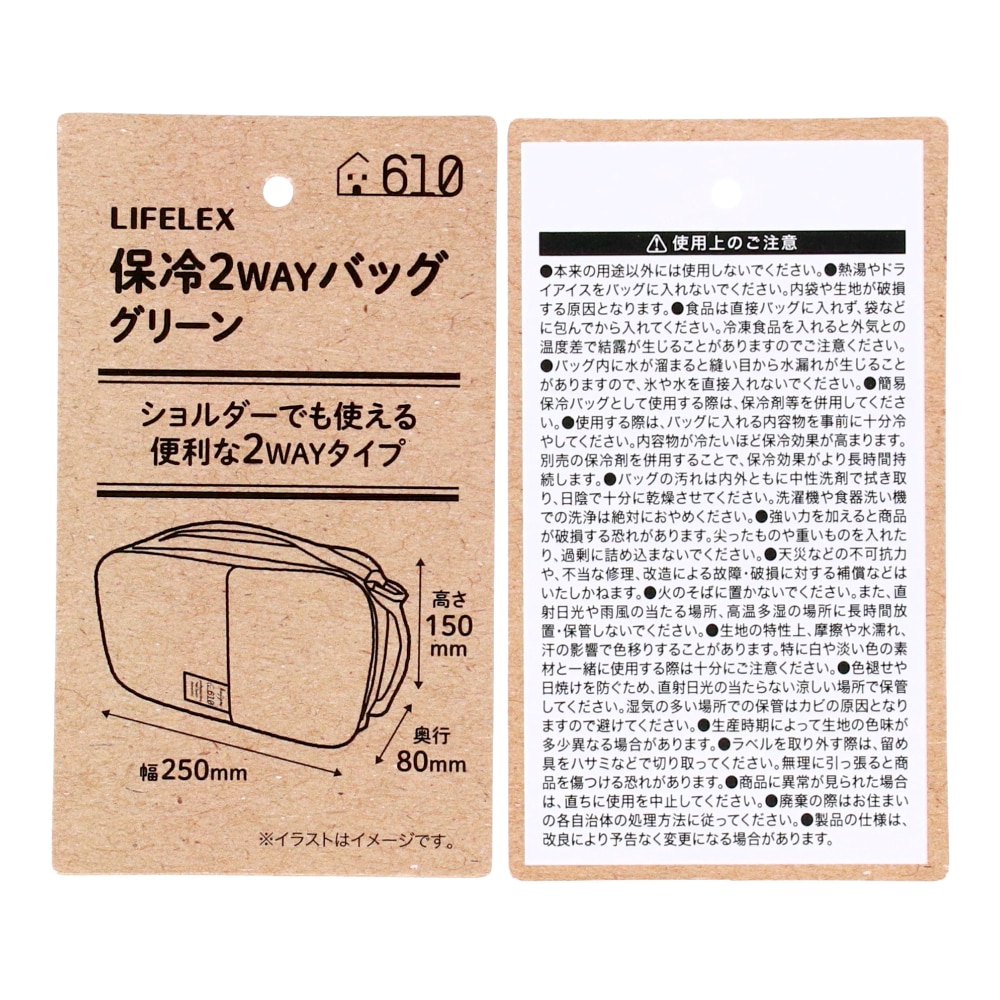 610
LIFELEX
保冷2WAYバッグ
グリーン
ショルダーでも使える
便利な2WAYタイプ
高さ
150
mm
奥行
80mm
幅250mm
※イラストはイメージです。
⚠使用上のご注意
●本来の用途以外には使用しないでください。●熱湯やドラ
イアイスをバッグに入れないでください。内袋や生地が破損
する原因となります。●食品は直接バッグに入れず、袋など
に包んでから入れてください。冷凍食品を入れると外気との
温度差で結露が生じることがありますのでご注意ください。
●バッグ内に水が溜まると縫い目から水漏れが生じること
がありますので、氷や水を直接入れないでください。●簡易
保冷バッグとして使用する際は、保冷剤等を併用してくださ
い。●使用する際は、バッグに入れる内容物を事前に十分冷
やしてください。内容物が冷たいほど保冷効果が高まります。
別売の保冷剤を併用することで、保冷効果がより長時間持
続します。●バッグの汚れは内外ともに中性洗剤で拭き取
り、日陰で十分に乾燥させてください。洗濯機や食器洗い機
での洗浄は絶対におやめください。●強い力を加えると商品
が破損する恐れがあります。尖ったものや重いものを入れた
り、過剰に詰め込まないでください。●天災などの不可抗力
や、不当な修理、改造による故障・破損に対する補償などは
いたしかねます。●火のそばに置かないでください。また、直
射日光や雨風の当たる場所、高温多湿の場所に長時間放
置・保管しないでください。●生地の特性上、摩擦や水濡れ、
汗の影響で色移りすることがあります。特に白や淡い色の素
材と一緒に使用する際は十分にご注意ください。●色褪せや
日焼けを防ぐため、直射日光の当たらない涼しい場所で保管
してください。湿気の多い場所での保管はカビの原因となり
ますので避けてください。●生産時期によって生地の色味が
多少異なる場合があります。●ラベルを取り外す際は、留め
具をハサミなどで切り取ってください。無理に引っ張ると商
品を傷つける恐れがあります。●商品に異常が見られた場合
は、直ちに使用を中止してください。●廃棄の際はお住まい
の各自治体の処理方法に従ってください。●製品の仕様は、
改良により予告なく変更になる場合があります。